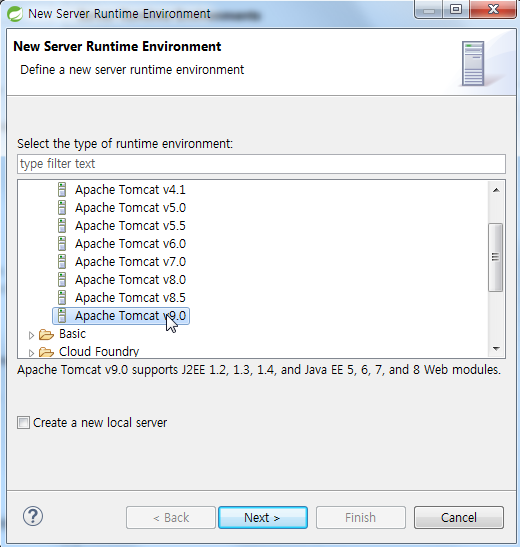 New Server Runtime Environment
New Server Runtime Environment
Define a new server runtime environment
Select the type of runtime environment:
type filter text
Apache Tomcat v4.1
Apache Tomcat v5.0
Apache Tomcat v5.5
Apache Tomcat v6.0
Apache Tomcat v7.0
Apache Tomcat v8.0
Apache Tomcat v8.5
Apache Tomcat v9.0
Basic
Cloud Foundry
Apache Tomcat v9.0 supports J2EE 1.2, 1.3, 1.4, and Java EE 5, 6, 7, and 8 Web modules.
Create a new local server
? < Back Next > Finish Cancel